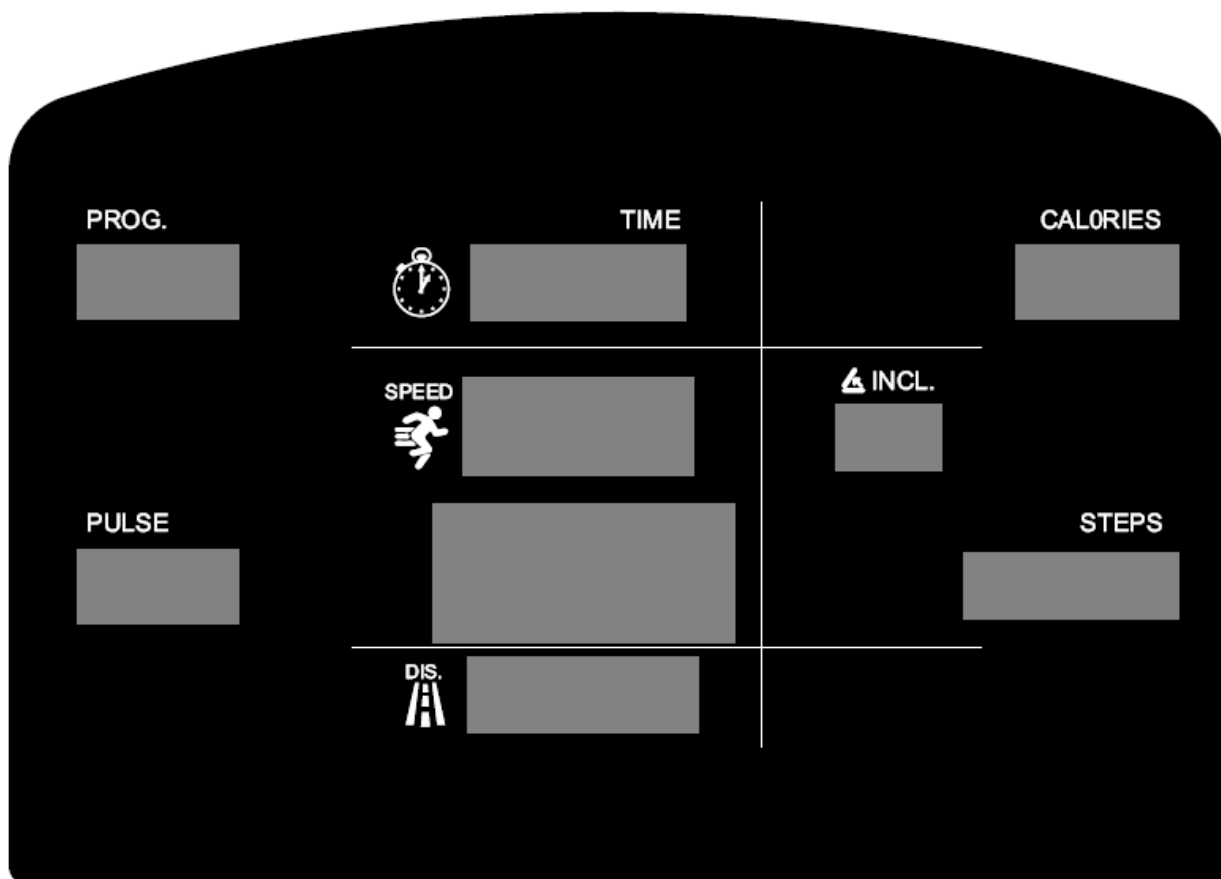 PROG.
TIME
CAL0RIES
SPEED
INCL.
PULSE
STEPS
DIS.